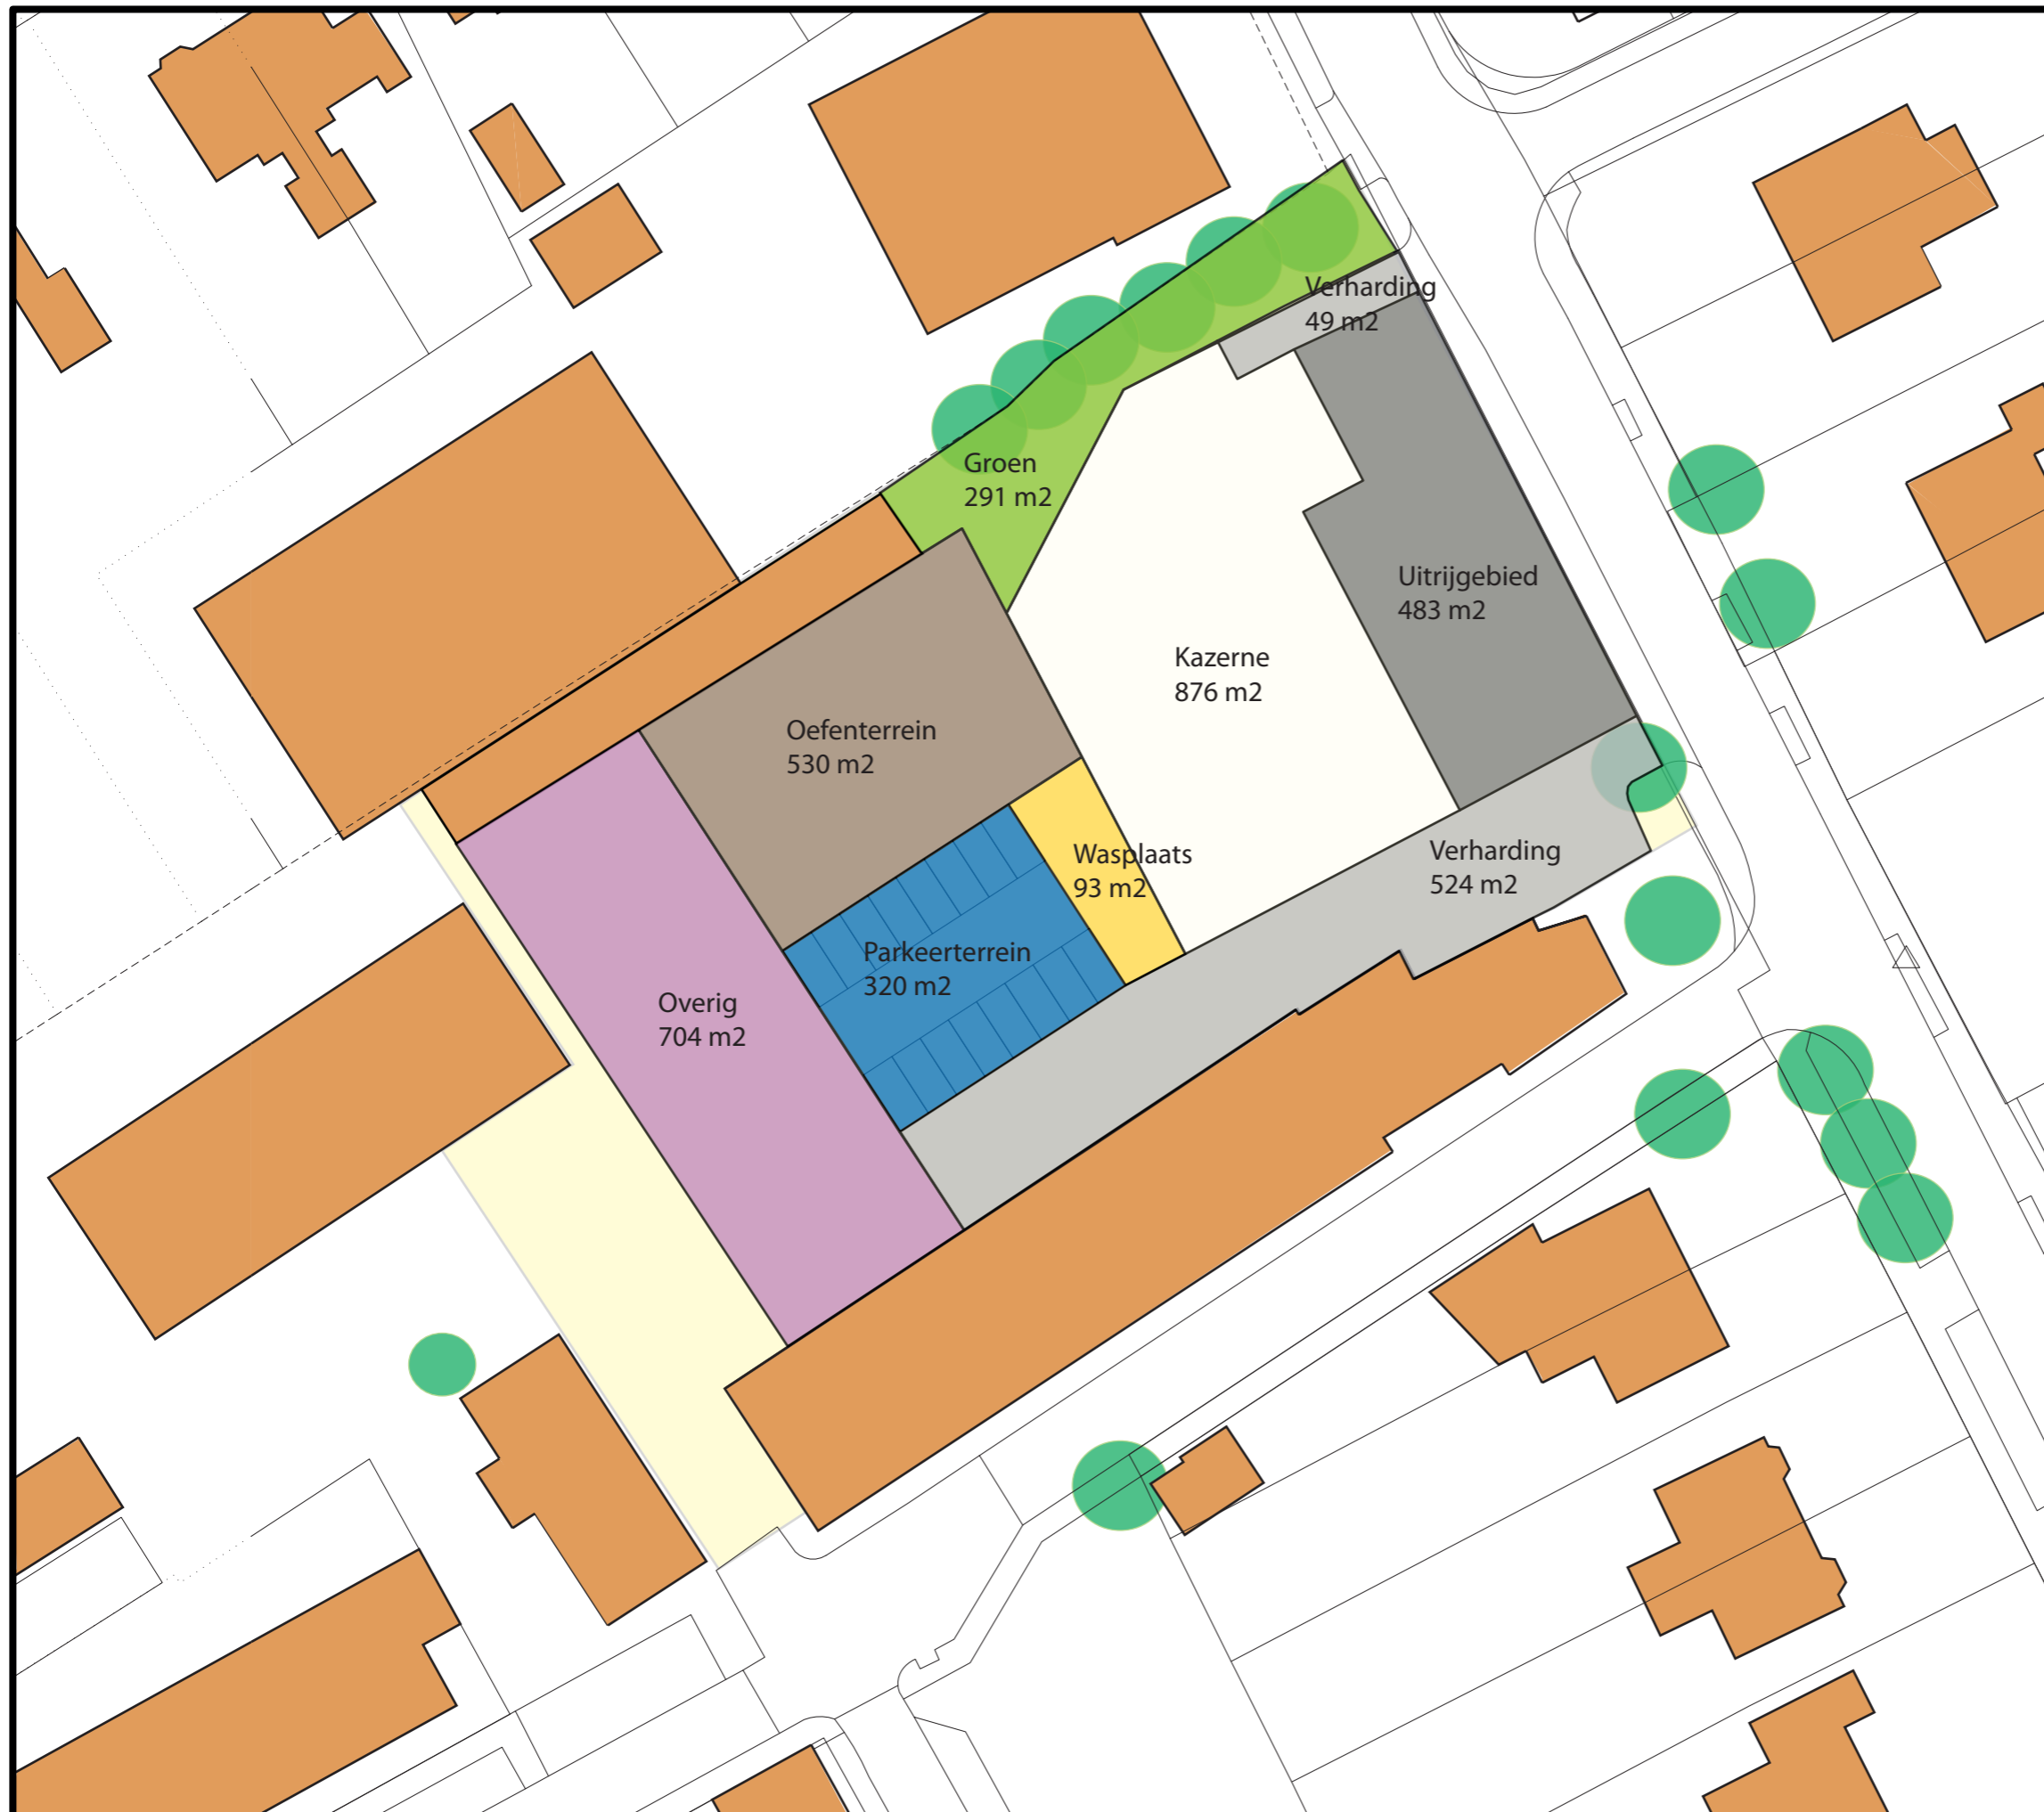 Verharding
49 m2
Groen
291 m2
Uitrijgebied
483 m2
Kazerne
876 m2
Oefenterrein
530 m2
Wasplaats
93 m2
Verharding
524 m2
Parkeerterrein
320 m2
Overig
704 m2